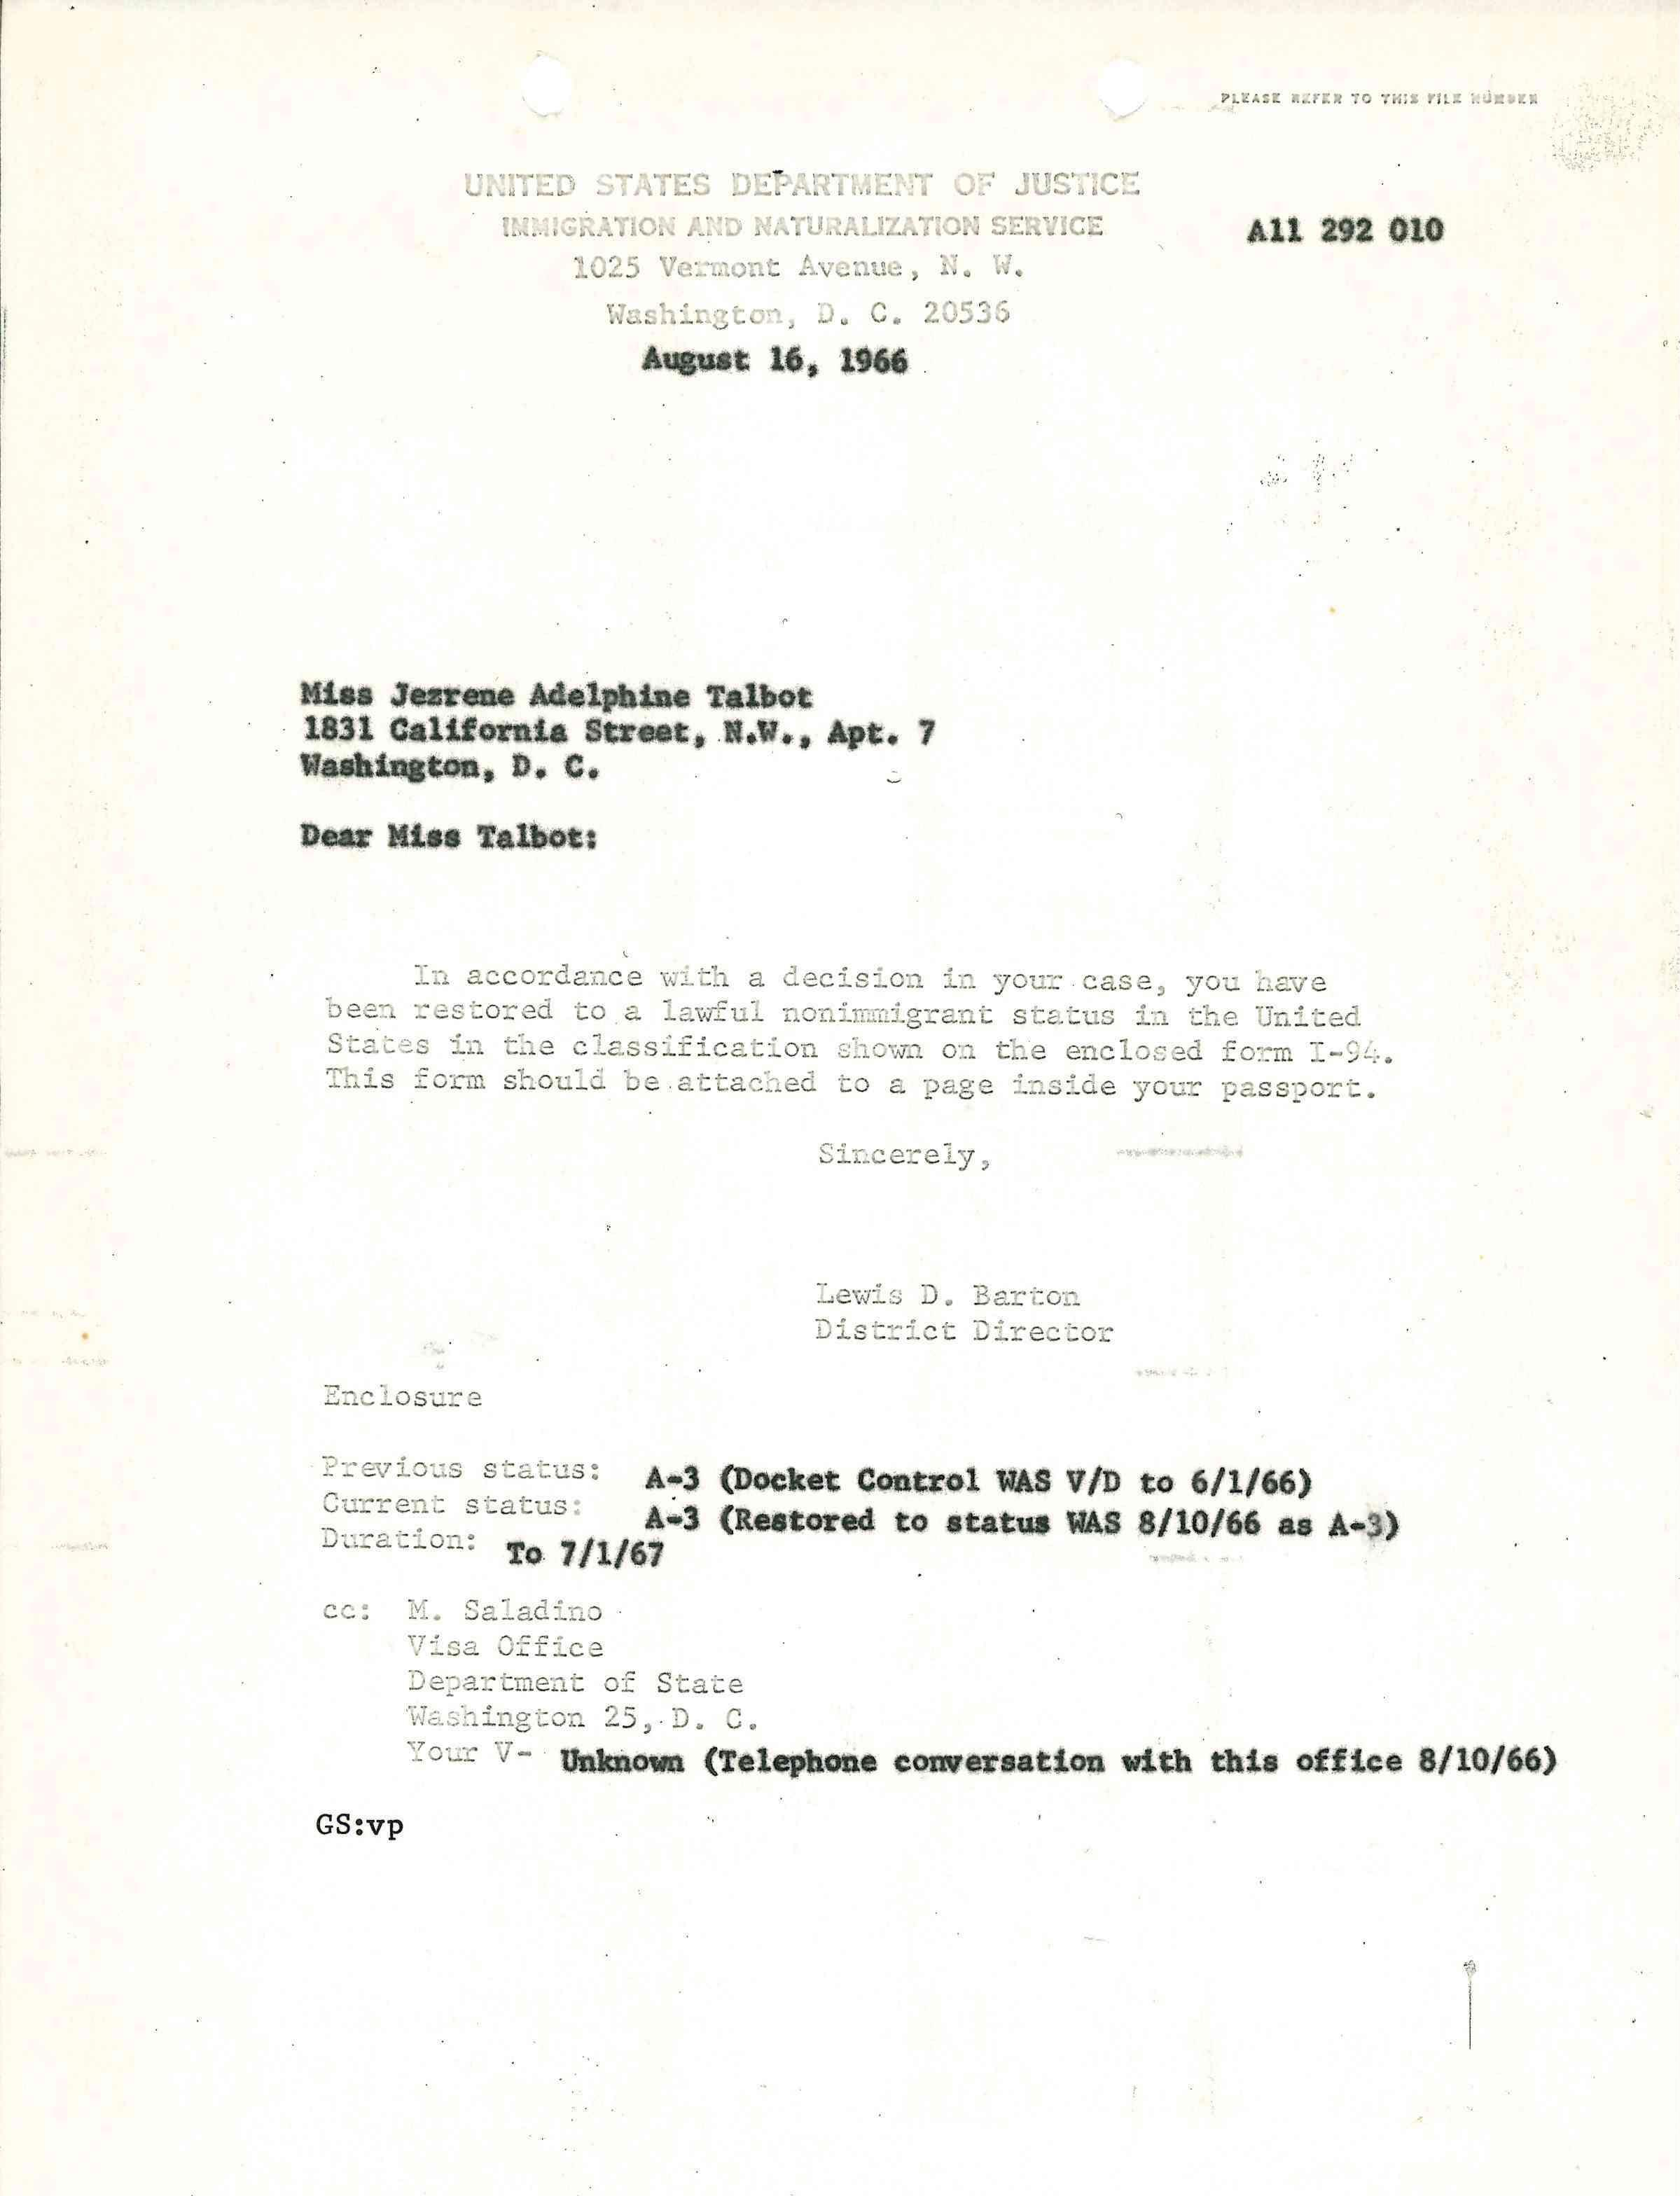 PLEASE REFER TO THIS FILE NUMBER
UNITED STATES DEPARTMENT OF JUSTICE
IMMIGRATION AND NATURALIZATION SERVICE
A11 292 010
1025 Vermont Avenue, N. W.
Washington, D. C. 20536
August 16, 1966
Miss Jezrene Adelphine Talbot
1831 California Street, N.W., Apt. 7
Washington, D. C.
Dear Miss Talbot:
In accordance with a decision in your case, you have
been restored to a lawful nonimmigrant status in the United
States in the classification shown on the enclosed form I-94.
This form should be attached to a page inside your passport.
Sincerely,
Lewis D. Barton
District Director
Enclosure
Previous status: A-3 (Docket Control WAS V/D to 6/1/66)
Current status: A-3 (Restored to status WAS 8/10/66 as A-3)
Duration: To 7/1/67
cc: M. Saladino
Visa Office
Department of State
Washington 25, D. C.
Your V- Unknown (Telephone conversation with this office 8/10/66)
GS:vp